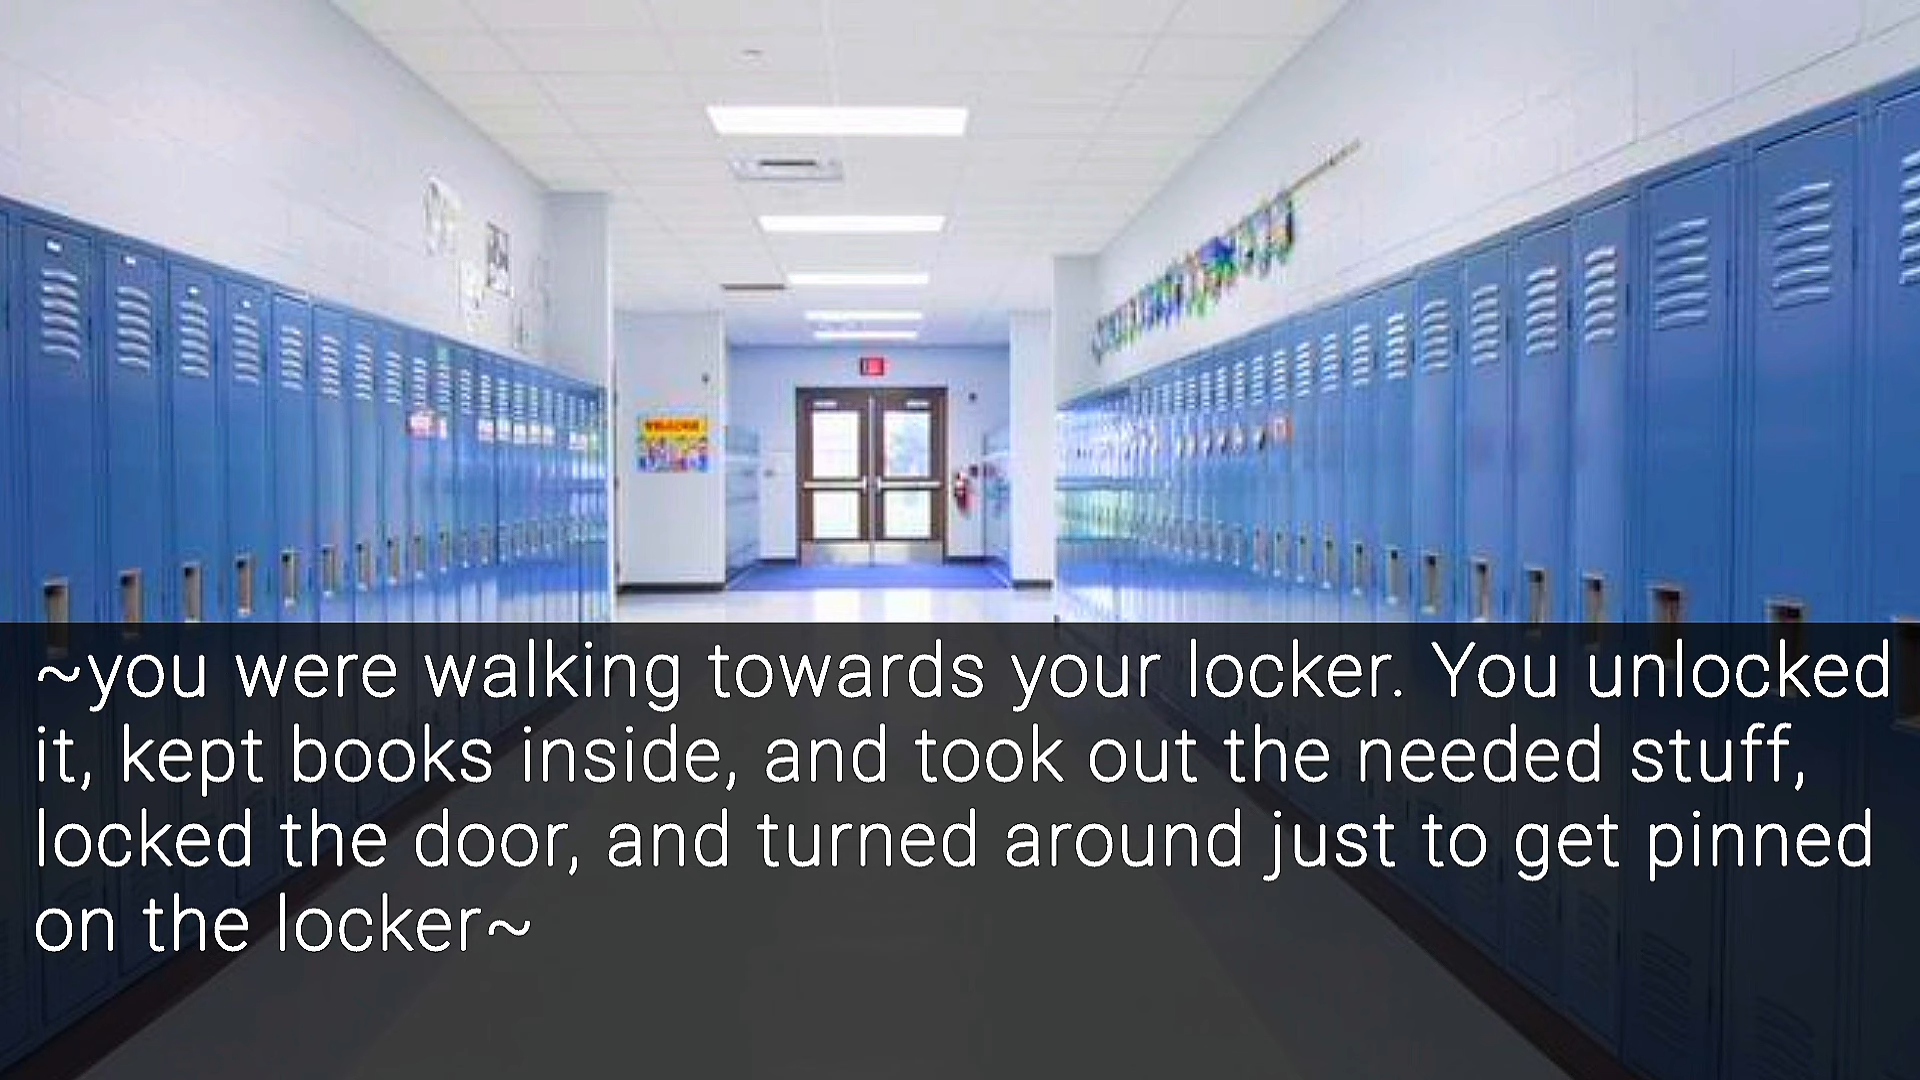 ~you were walking towards your locker. You unlocked
it, kept books inside, and took out the needed stuff,
locked the door, and turned around just to get pinned
on the locker~